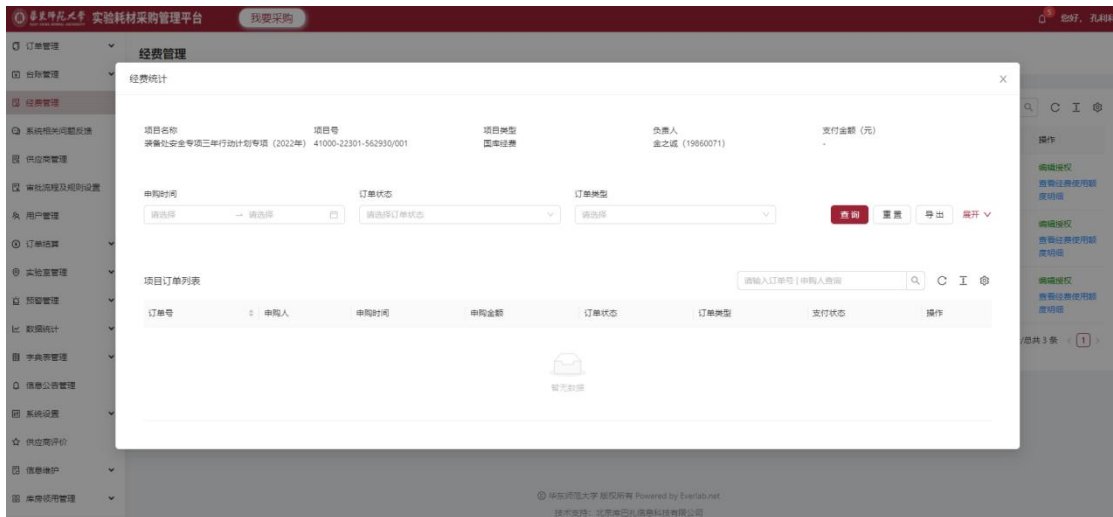 华东师范大学 实验耗材采购管理平台 我要采购 5 您好，孔利利
订单管理
台账管理
经费管理
系统相关问题反馈
供应商管理
审批流程及规则设置
用户管理
订单结算
实验室管理
预警管理
数据统计
字典表管理
信息公告管理
系统设置
供应商评价
信息维护
库房领用管理
经费管理
经费统计
项目名称 项目号 项目类型 负责人 支付金额（元）
装备处安全专项三年行动计划专项（2022年） 41000-22301-562930/001 国库经费 金之诚（19860071） -
申购时间 订单状态 订单类型
请选择 → 请选择 请选择订单状态 请选择 查询 重置 导出 展开
项目订单列表 请输入订单号|申购人查询
订单号 申购人 申购时间 申购金额 订单状态 订单类型 支付状态 操作
暂无数据
操作
编辑授权
查看经费使用额
度明细
编辑授权
查看经费使用额
度明细
编辑授权
查看经费使用额
度明细
/总共 3 条 < 1 >
© 华东师范大学 版权所有 Powered by Everlab.net
技术支持：北京库巴扎信息科技有限公司